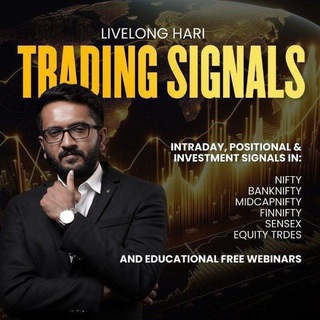 LIVELONG HARI
TRADING SIGNALS
INTRADAY, POSITIONAL &
INVESTMENT SIGNALS IN:
NIFTY
BANKNIFTY
MIDCAPNIFTY
FINNIFTY
SENSEX
EQUITY TRDES
AND EDUCATIONAL FREE WEBINARS